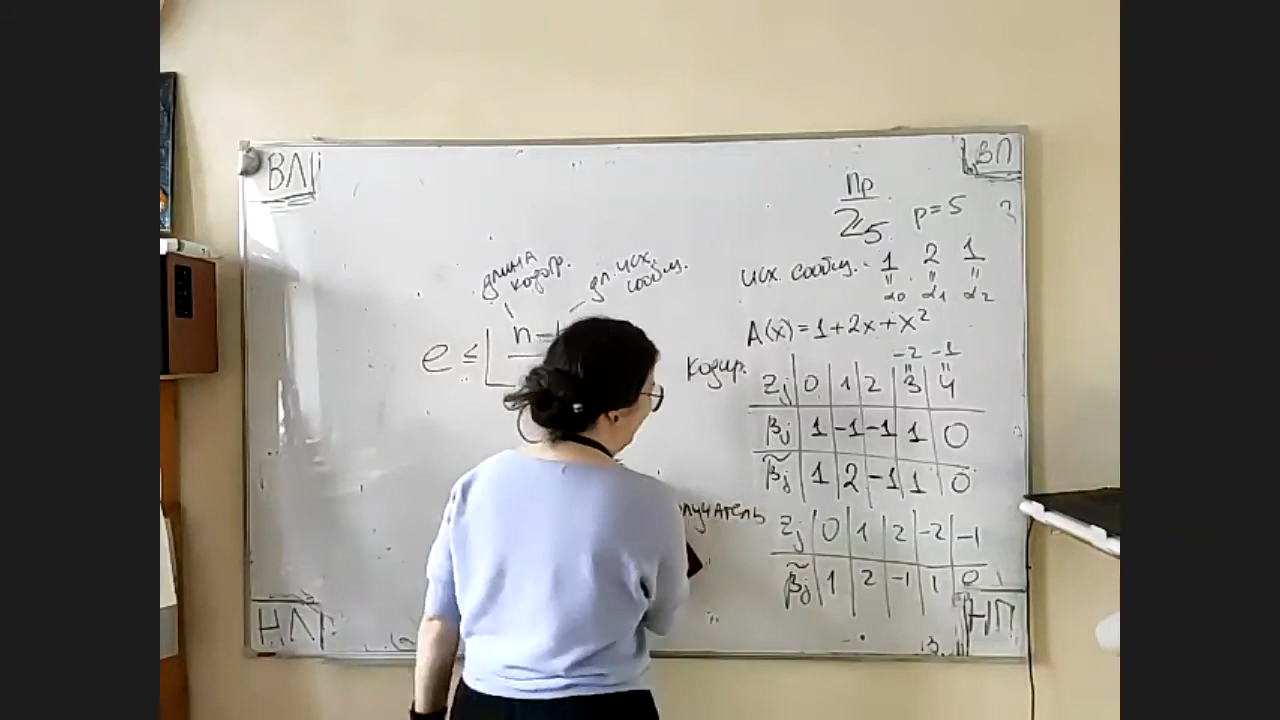 ВЛ
ВП
Пр.
Z₅ p=5
исх. сообщ. - 1 2 1
" " "
α₀ α₁ α₂
A(x) = 1+2x+x²
длина кодогр.
дл. исх. сообщ.
e ≤ ⌊ n-
-2 -1
" "
Кодир. zⱼ 0 1 2 3 4
βⱼ 1 -1 -1 1 0
β̃ⱼ 1 2 -1 1 0
лучатель zⱼ 0 1 2 -2 -1
β̃ⱼ 1 2 -1 1 0
НЛ
НП